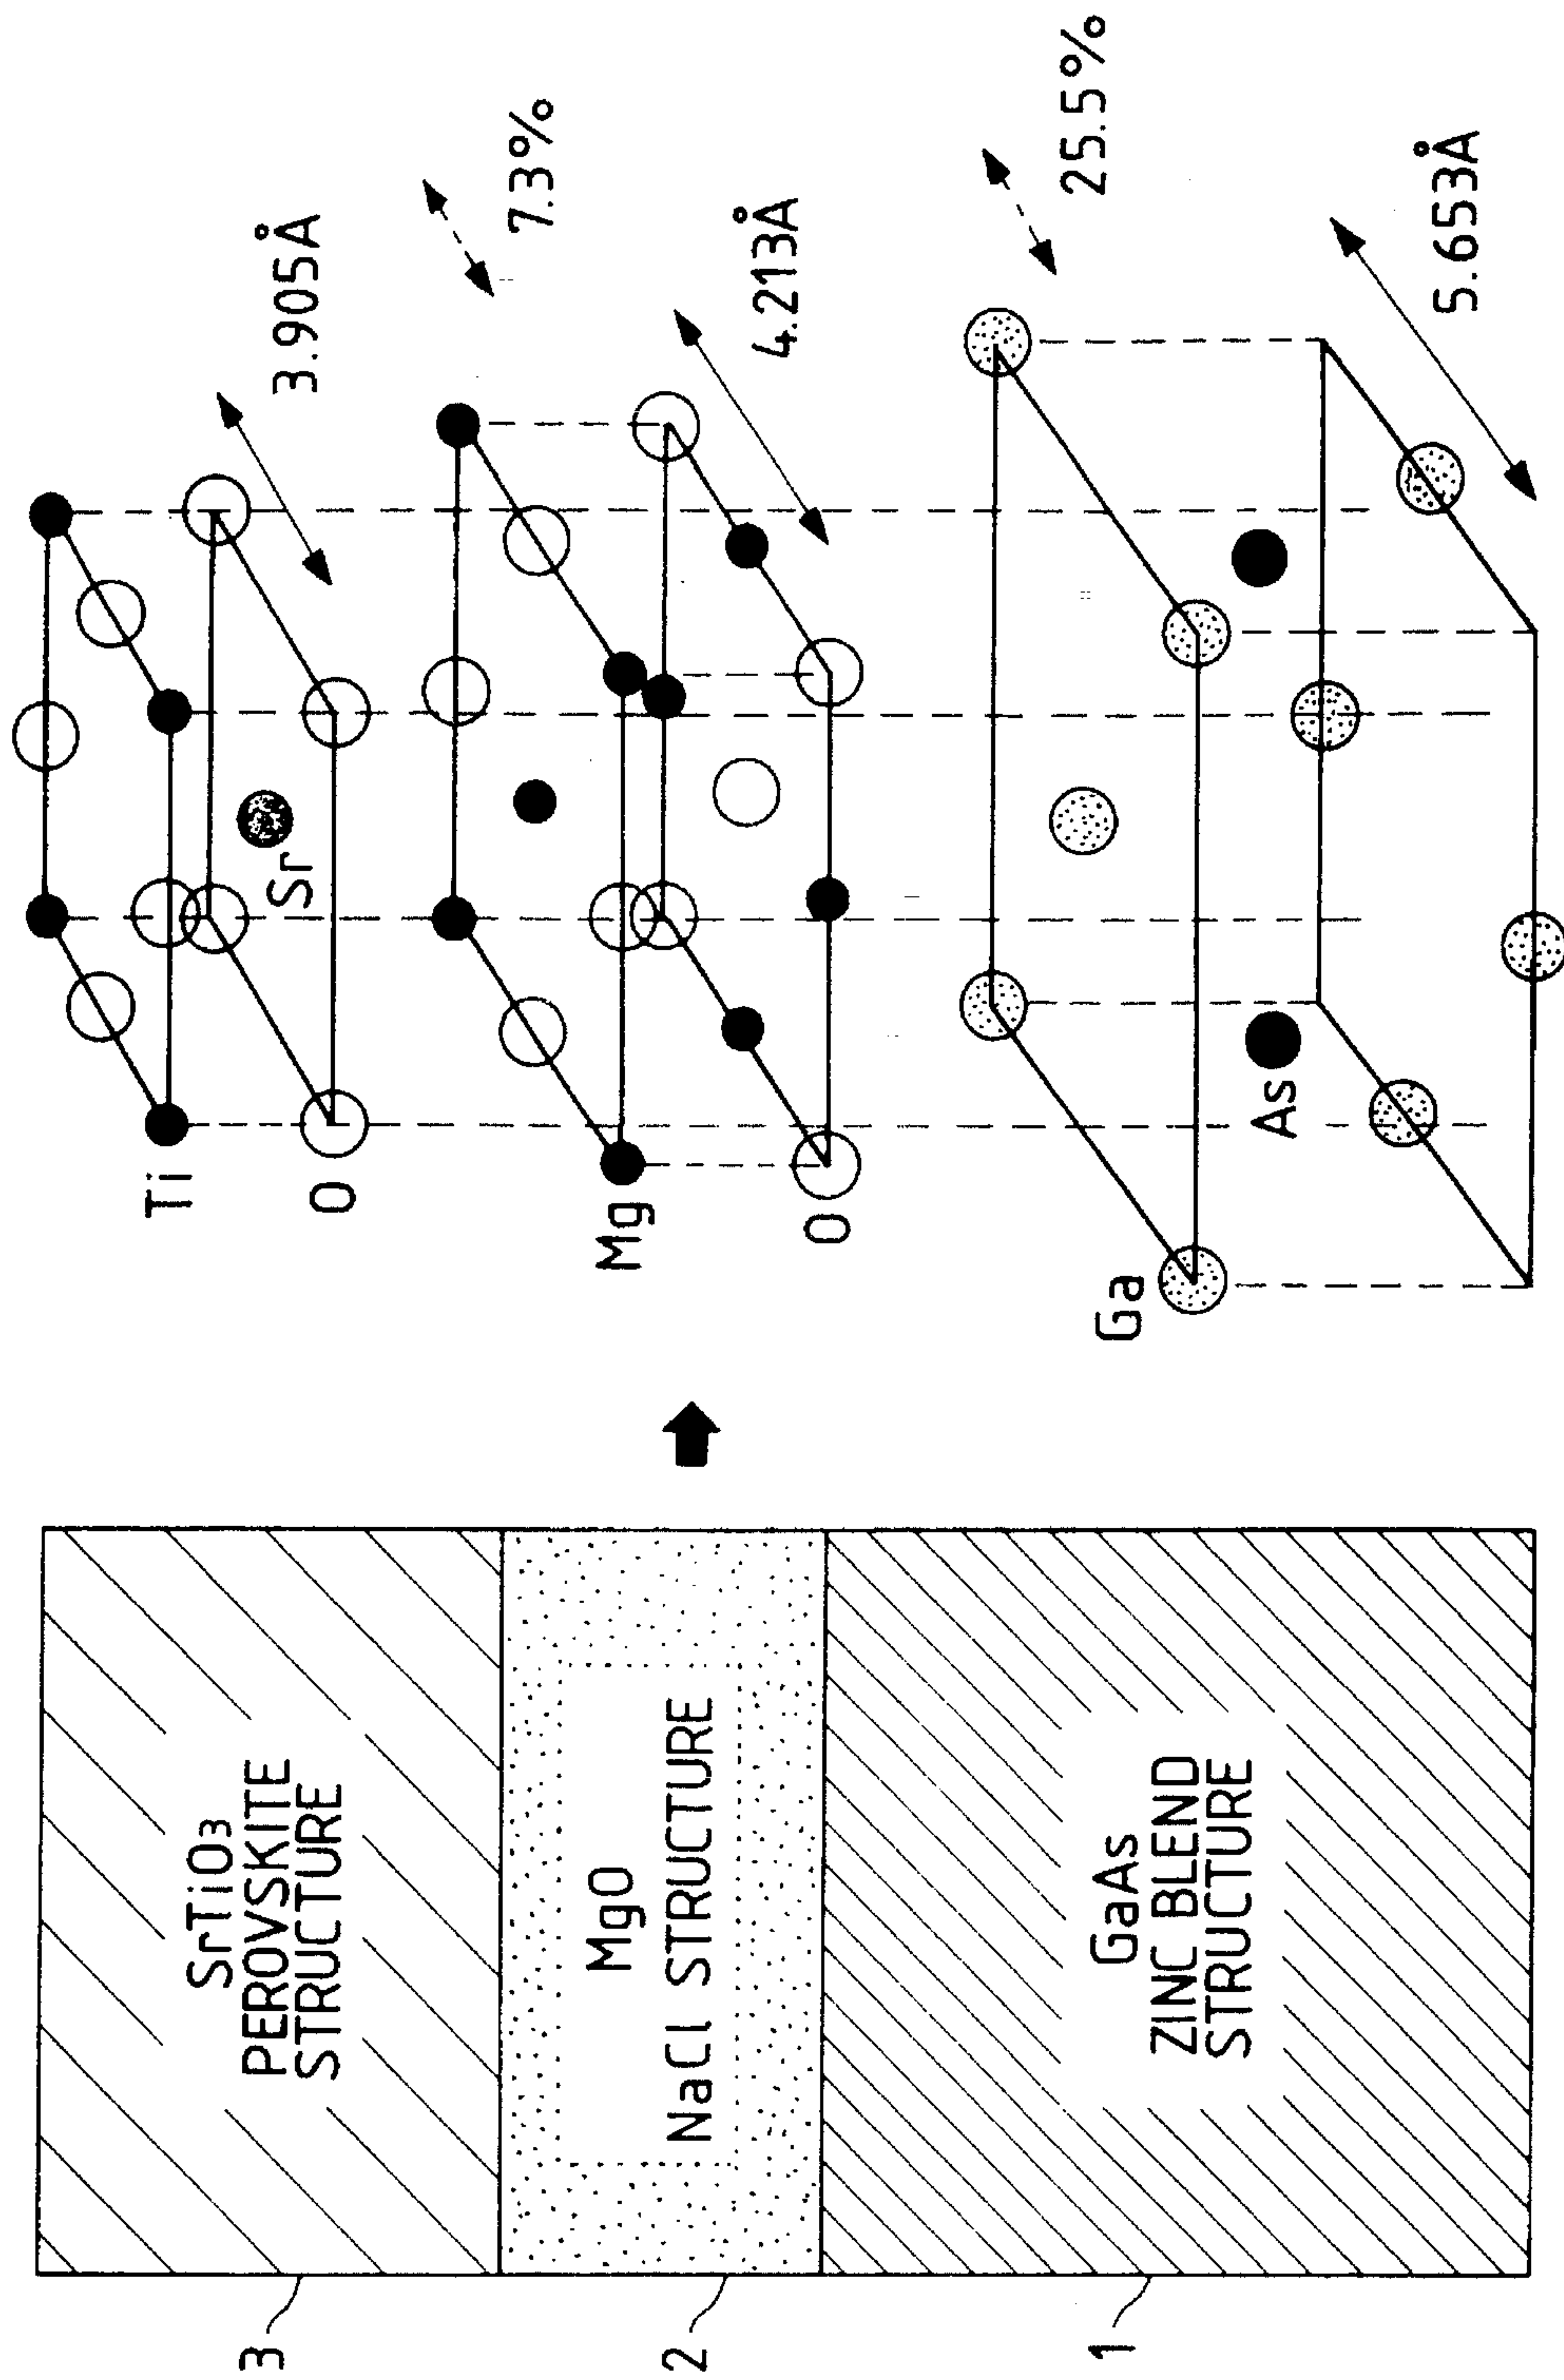 3
SrTiO₃
PEROVSKITE
STRUCTURE
2
MgO
NaCl STRUCTURE
1
GaAs
ZINC BLEND
STRUCTURE
Ti
Sr
O
3.905Å
7.3%
Mg
O
4.213Å
25.5%
Ga
As
5.653Å